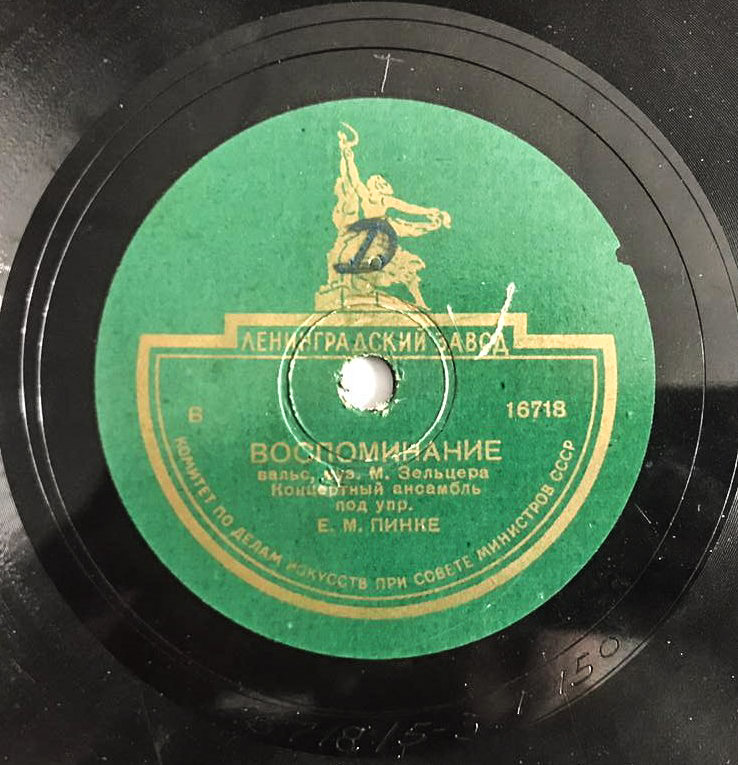 D
ЛЕНИНГРАДСКИЙ ЗАВОД
В 16718
ВОСПОМИНАНИЕ
вальс, муз. М. Зельцера
Концертный ансамбль
под упр.
Е. М. ПИНКЕ
КОМИТЕТ ПО ДЕЛАМ ИСКУССТВ ПРИ СОВЕТЕ МИНИСТРОВ СССР